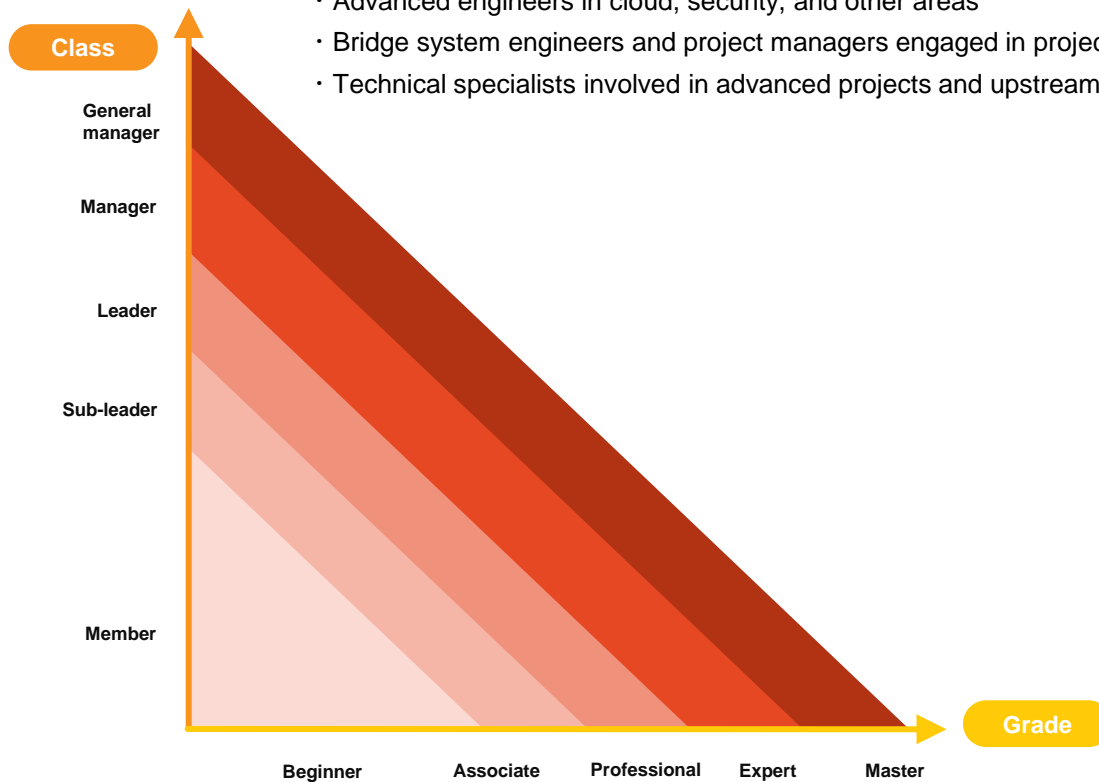 ・Advanced engineers in cloud, security, and other areas
・Bridge system engineers and project managers engaged in
・Technical specialists involved in advanced projects and upstream
Class
General
manager
Manager
Leader
Sub-leader
Member
Grade
Beginner
Associate
Professional
Expert
Master